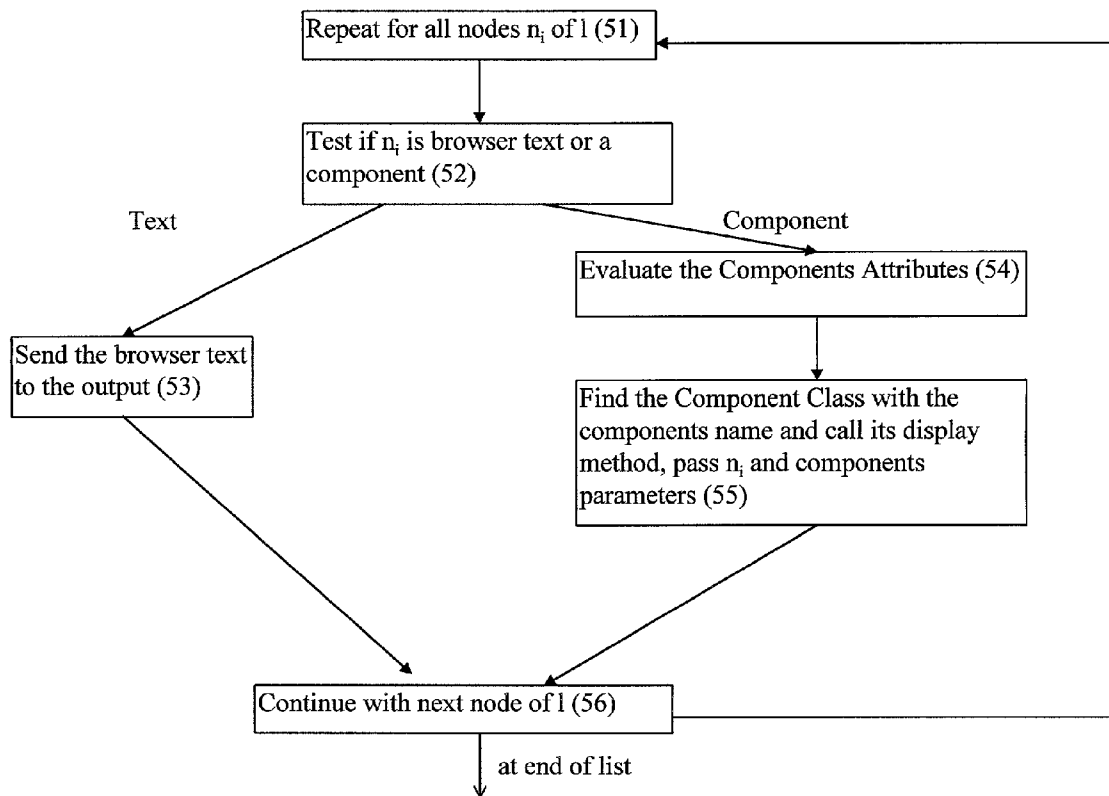 Repeat for all nodes nᵢ of l (51)
Test if nᵢ is browser text or a
component (52)
Text
Component
Evaluate the Components Attributes (54)
Send the browser text
to the output (53)
Find the Component Class with the
components name and call its display
method, pass nᵢ and components
parameters (55)
Continue with next node of l (56)
at end of list